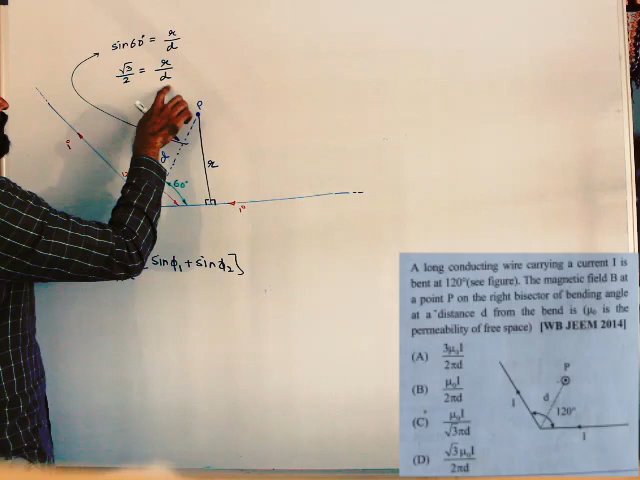 sin60° = r/d
√3/2 = r/d
P
i
d
r
60°
i
sinϕ₁ + sinϕ₂]
A long conducting wire carrying a current I is
bent at 120°(see figure). The magnetic field B at
a point P on the right bisector of bending angle
at a distance d from the bend is (μ₀ is the
permeability of free space) [WB JEEM 2014]
(A) 3μ₀I/2πd
(B) μ₀I/2πd
(C) μ₀I/√3πd
(D) √3μ₀I/2πd
P
d
I
120°
I